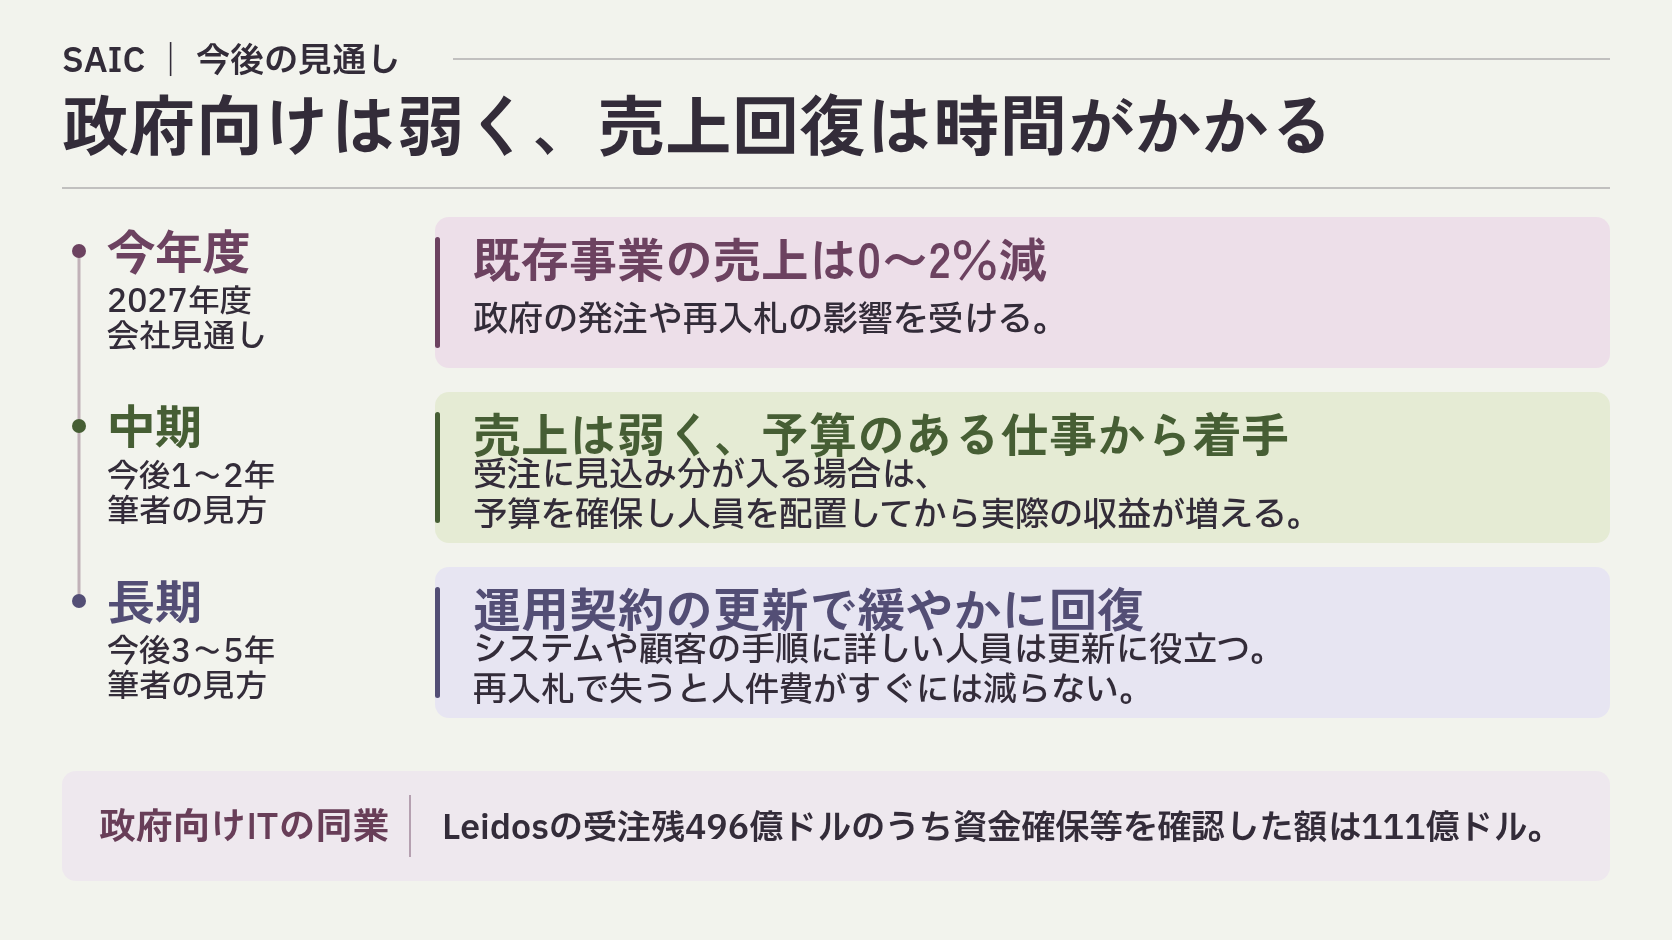 SAIC｜今後の見通し
政府向けは弱く、売上回復は時間がかかる
今年度
2027年度
会社見通し
既存事業の売上は0〜2%減
政府の発注や再入札の影響を受ける。
中期
今後1〜2年
筆者の見方
売上は弱く、予算のある仕事から着手
受注に見込み分が入る場合は、
予算を確保し人員を配置してから実際の収益が増える。
長期
今後3〜5年
筆者の見方
運用契約の更新で緩やかに回復
システムや顧客の手順に詳しい人員は更新に役立つ。
再入札で失うと人件費がすぐには減らない。
政府向けITの同業
Leidosの受注残496億ドルのうち資金確保等を確認した額は111億ドル。